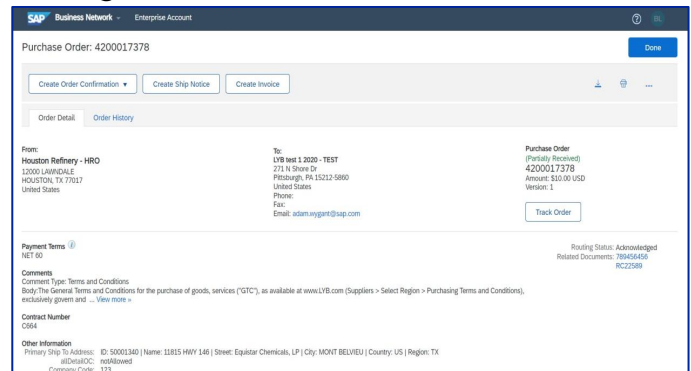 SAP Business Network Enterprise Account
Purchase Order: 4200017378
Done
Create Order Confirmation ▼
Create Ship Notice
Create Invoice
...
Order Detail
Order History
From:
Houston Refinery - HRO
12000 LAWNDALE
HOUSTON, TX 77017
United States
To:
LYB test 1 2020 - TEST
271 N Shore Dr
Pittsburgh, PA 15212-5860
United States
Phone:
Fax:
Email: adam.wygant@sap.com
Purchase Order
(Partially Received)
4200017378
Amount: $10.00 USD
Version: 1
Track Order
Payment Terms
NET 60
Routing Status: Acknowledged
Related Documents: 789456456
RC22589
Comments
Comment Type: Terms and Conditions
Body:The General Terms and Conditions for the purchase of goods, services ("GTC"), as available at www.LYB.com (Suppliers > Select Region > Purchasing Terms and Conditions),
exclusively govern and ... View more »
Contract Number
C664
Other Information
Primary Ship To Address: ID: 50001340 | Name: 11815 HWY 146 | Street: Equistar Chemicals, LP | City: MONT BELVIEU | Country: US | Region: TX
allDetailOC: notAllowed
Company Code: 123